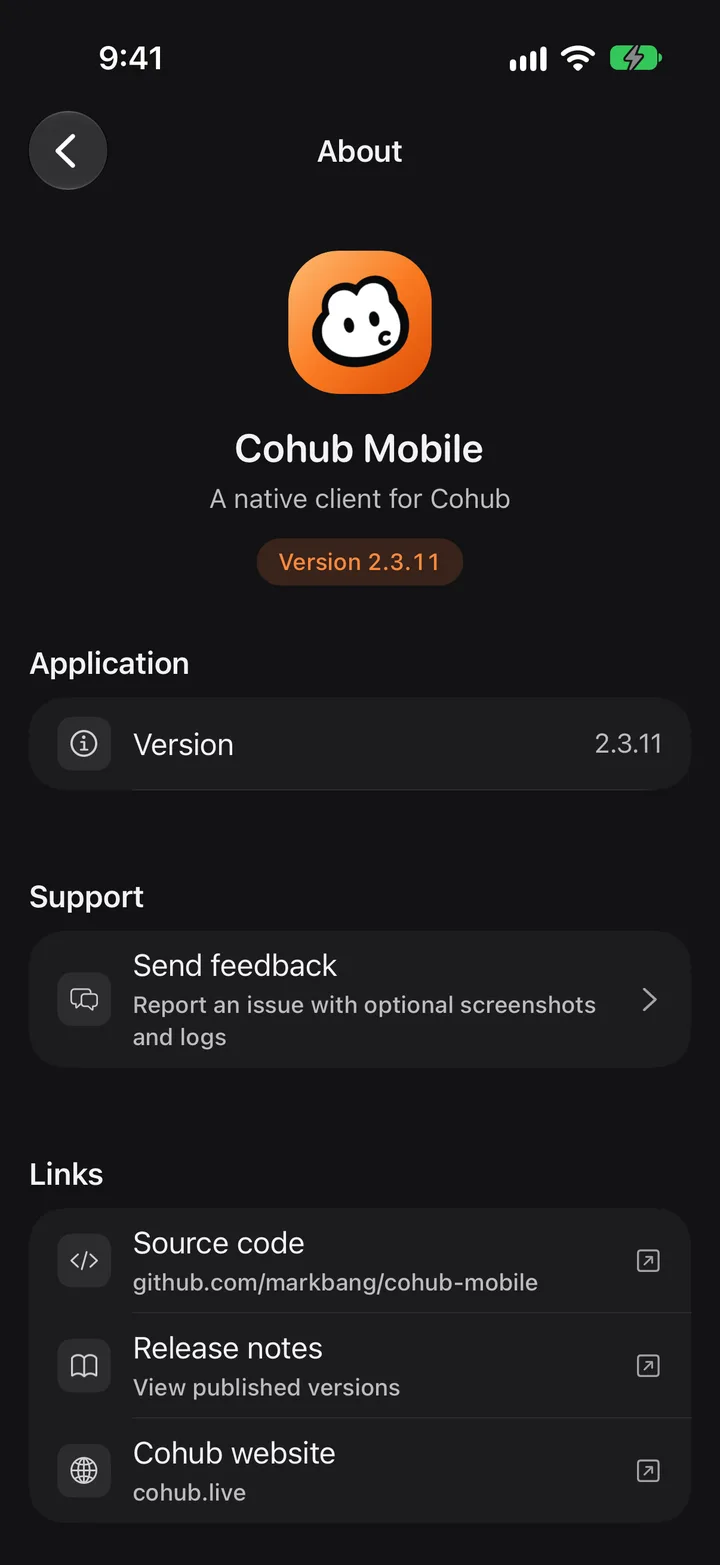 9:41
About
c
Cohub Mobile
A native client for Cohub
Version 2.3.11
Application
Version
2.3.11
Support
Send feedback
Report an issue with optional screenshots
and logs
Links
Source code
github.com/markbang/cohub-mobile
Release notes
View published versions
Cohub website
cohub.live